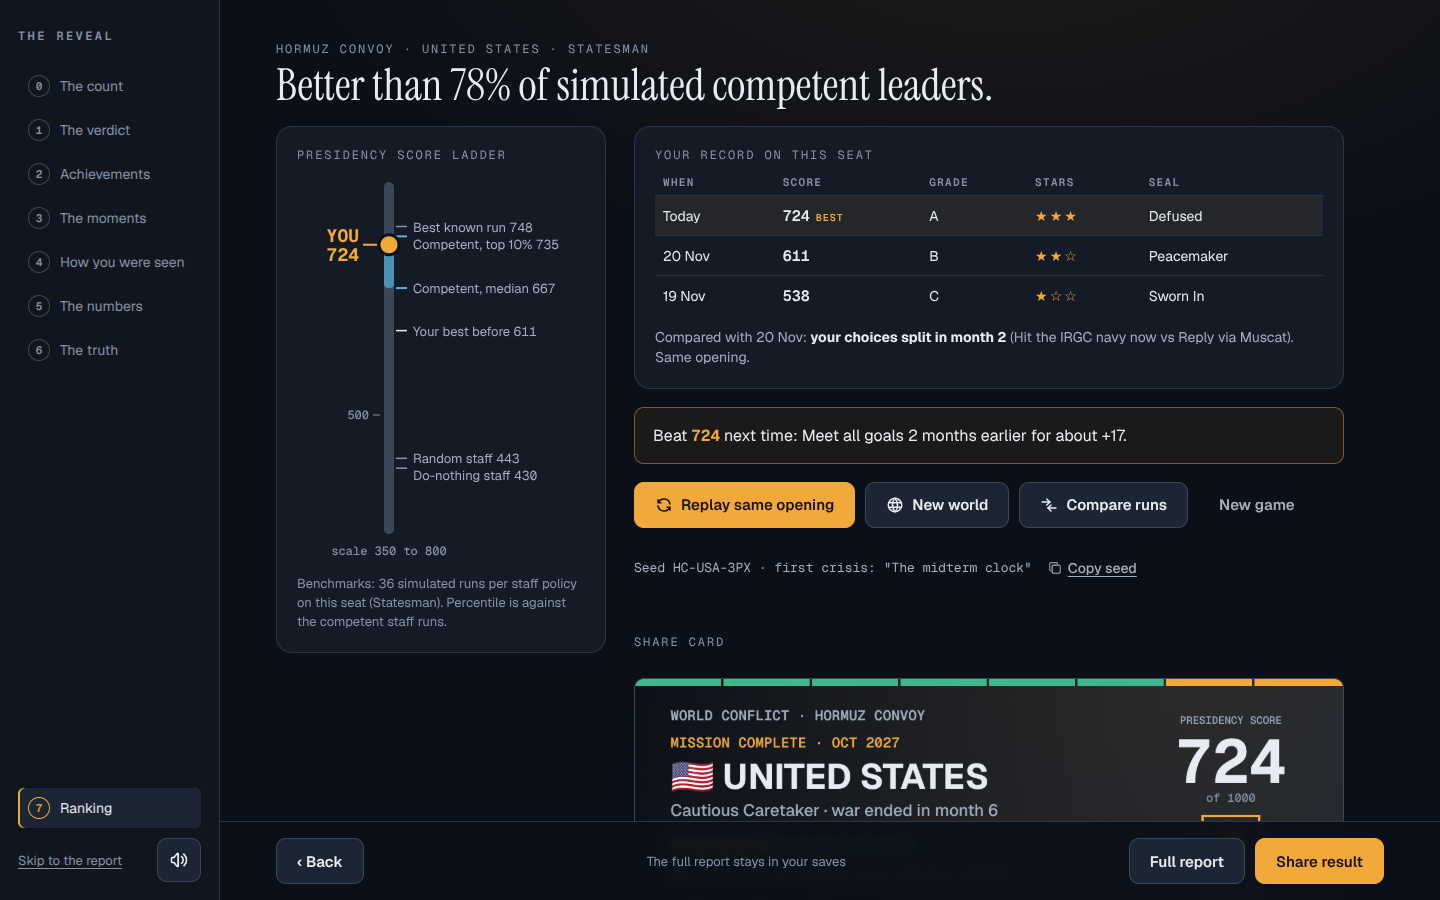 THE REVEAL
0 The count
1 The verdict
2 Achievements
3 The moments
4 How you were seen
5 The numbers
6 The truth
7 Ranking
Skip to the report
HORMUZ CONVOY · UNITED STATES · STATESMAN
Better than 78% of simulated competent leaders.
PRESIDENCY SCORE LADDER
YOU
724
Best known run 748
Competent, top 10% 735
Competent, median 667
Your best before 611
500
Random staff 443
Do-nothing staff 430
scale 350 to 800
Benchmarks: 36 simulated runs per staff policy
on this seat (Statesman). Percentile is against
the competent staff runs.
YOUR RECORD ON THIS SEAT
WHEN SCORE GRADE STARS SEAL
Today 724 BEST A ★★★ Defused
20 Nov 611 B ★★☆ Peacemaker
19 Nov 538 C ★☆☆ Sworn In
Compared with 20 Nov: your choices split in month 2 (Hit the IRGC navy now vs Reply via Muscat).
Same opening.
Beat 724 next time: Meet all goals 2 months earlier for about +17.
Replay same opening New world Compare runs New game
Seed HC-USA-3PX · first crisis: "The midterm clock" Copy seed
SHARE CARD
WORLD CONFLICT · HORMUZ CONVOY
MISSION COMPLETE · OCT 2027
🇺🇸 UNITED STATES
Cautious Caretaker · war ended in month 6
PRESIDENCY SCORE
724
of 1000
‹ Back The full report stays in your saves Full report Share result